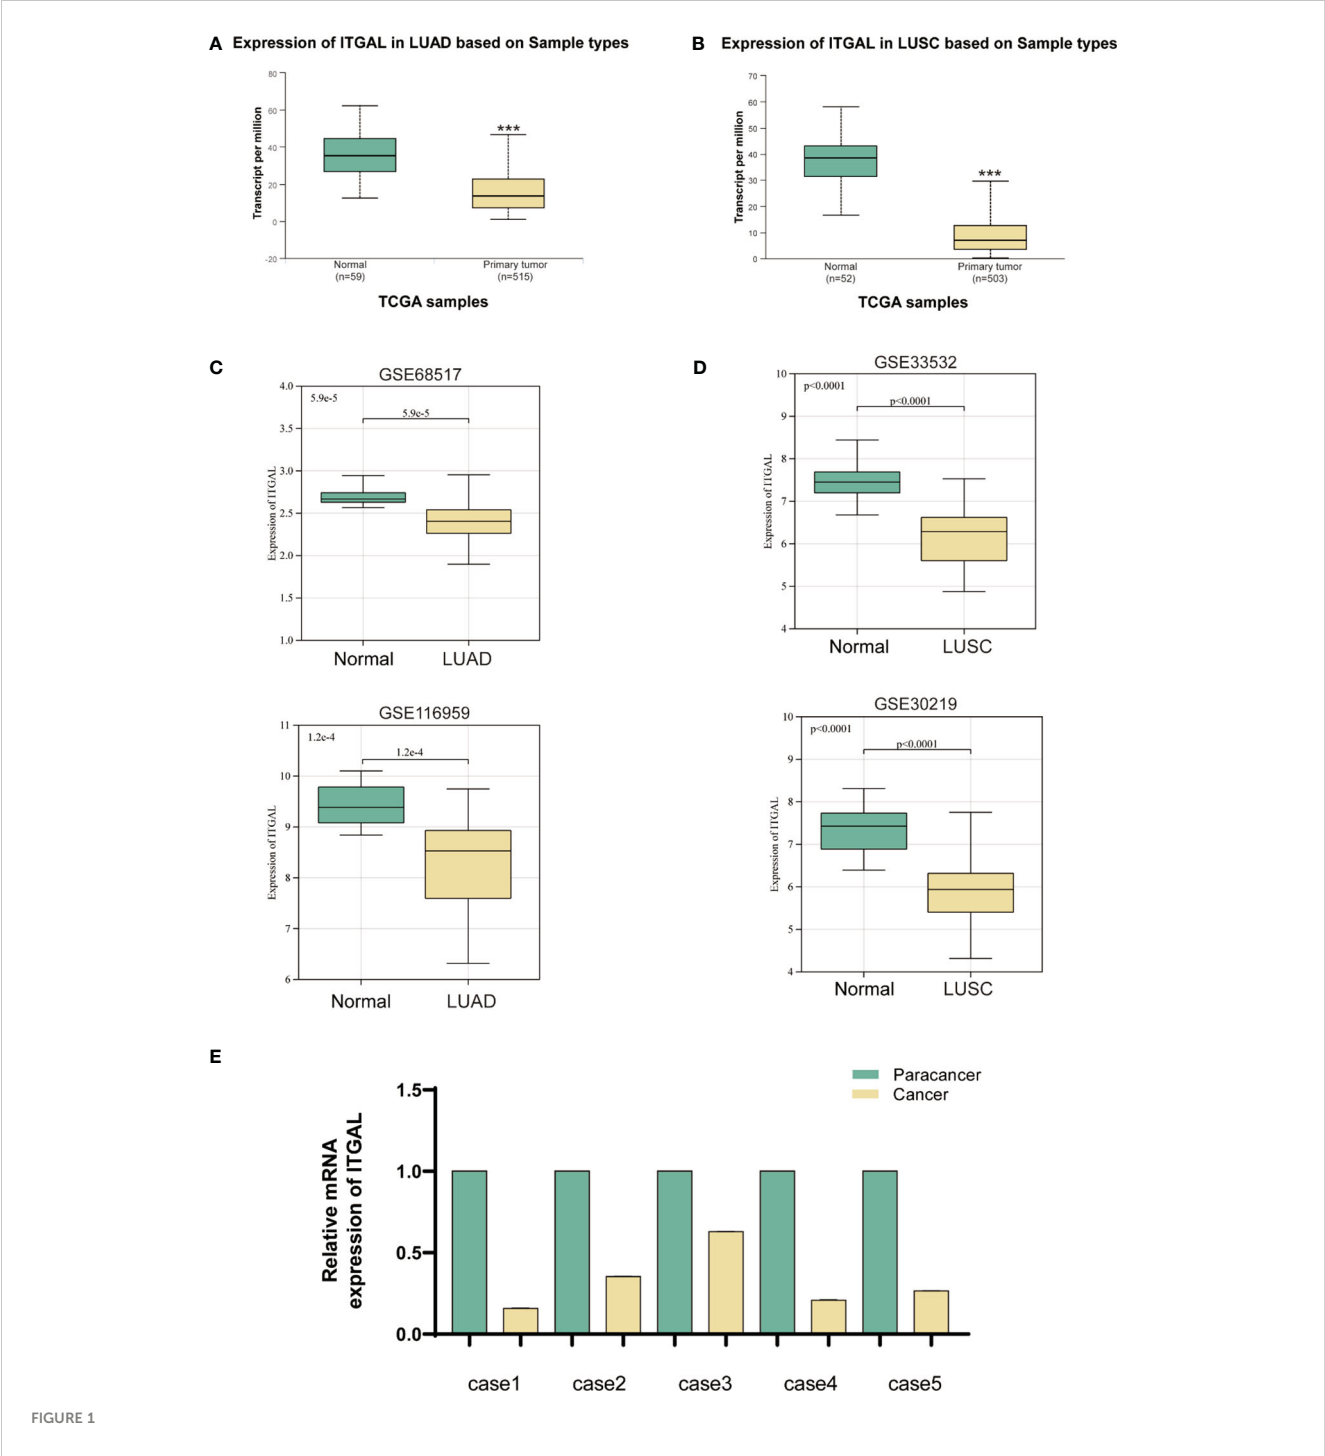 A Expression of ITGAL in LUAD based on Sample types
80
60
40
20
0
-20
Transcript per million
***
Normal
(n=59)
Primary tumor
(n=515)
TCGA samples
B Expression of ITGAL in LUSC based on Sample types
70
60
50
40
30
20
10
0
Transcript per million
***
Normal
(n=52)
Primary tumor
(n=503)
TCGA samples
C
GSE68517
4.0
3.5
3.0
2.5
2.0
1.5
1.0
Expression of ITGAL
5.9e-5
5.9e-5
Normal LUAD
D
GSE33532
10
9
8
7
6
5
4
Expression of ITGAL
p<0.0001
p<0.0001
Normal LUSC
GSE116959
11
10
9
8
7
6
Expression of ITGAL
1.2e-4
1.2e-4
Normal LUAD
GSE30219
10
9
8
7
6
5
4
Expression of ITGAL
p<0.0001
p<0.0001
Normal LUSC
E
Paracancer
Cancer
1.5
1.0
0.5
0.0
Relative mRNA
expression of ITGAL
case1 case2 case3 case4 case5
FIGURE 1